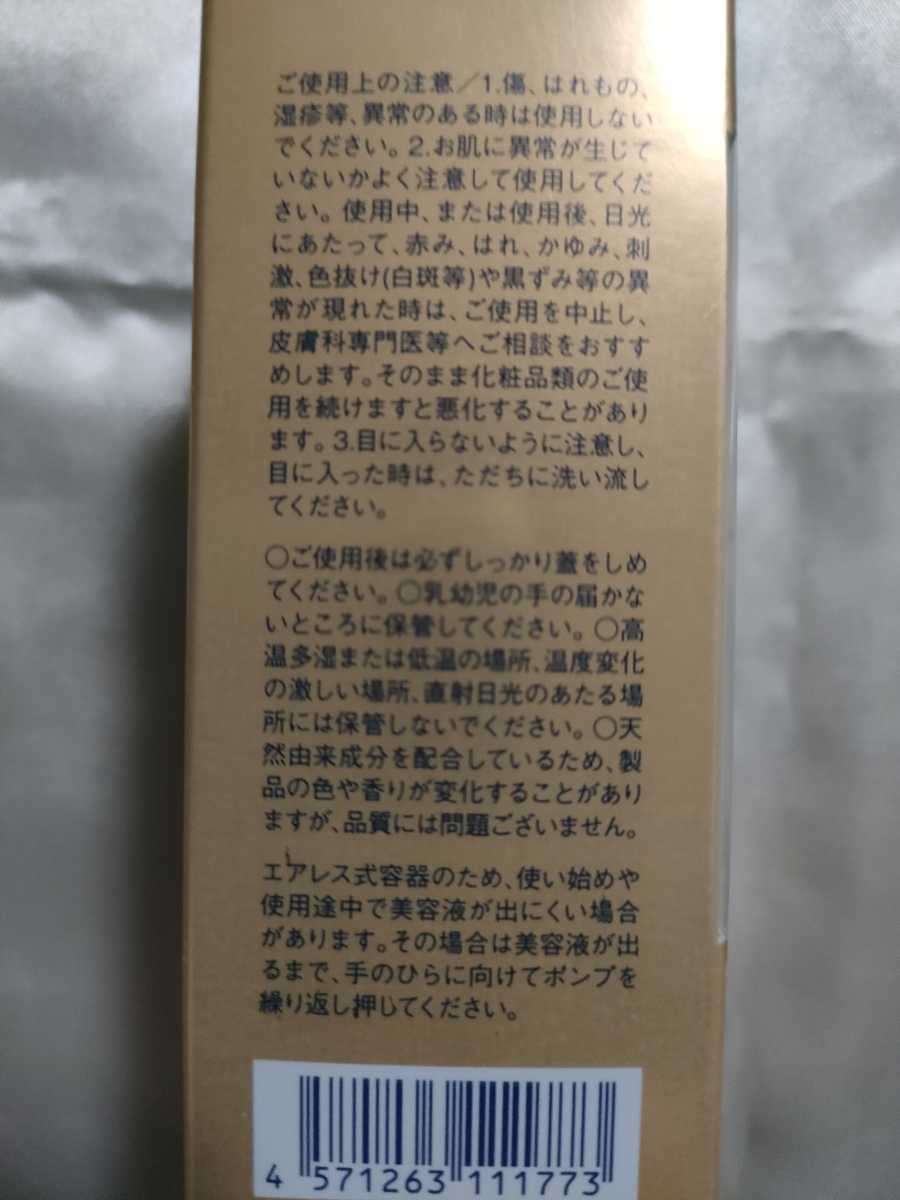 ご使用上の注意／1.傷、はれもの、
湿疹等、異常のある時は使用しない
でください。2.お肌に異常が生じて
いないかよく注意して使用してくだ
さい。使用中、または使用後、日光
にあたって、赤み、はれ、かゆみ、刺
激、色抜け(白斑等)や黒ずみ等の異
常が現れた時は、ご使用を中止し、
皮膚科専門医等へご相談をおすす
めします。そのまま化粧品類のご使
用を続けますと悪化することがあり
ます。3.目に入らないように注意し、
目に入った時は、ただちに洗い流し
てください。
○ご使用後は必ずしっかり蓋をしめ
てください。○乳幼児の手の届かな
いところに保管してください。○高
温多湿または低温の場所、温度変化
の激しい場所、直射日光のあたる場
所には保管しないでください。○天
然由来成分を配合しているため、製
品の色や香りが変化することがあり
ますが、品質には問題ございません。
エアレス式容器のため、使い始めや
使用途中で美容液が出にくい場合
があります。その場合は美容液が出
るまで、手のひらに向けてポンプを
繰り返し押してください。
4 571263 111773